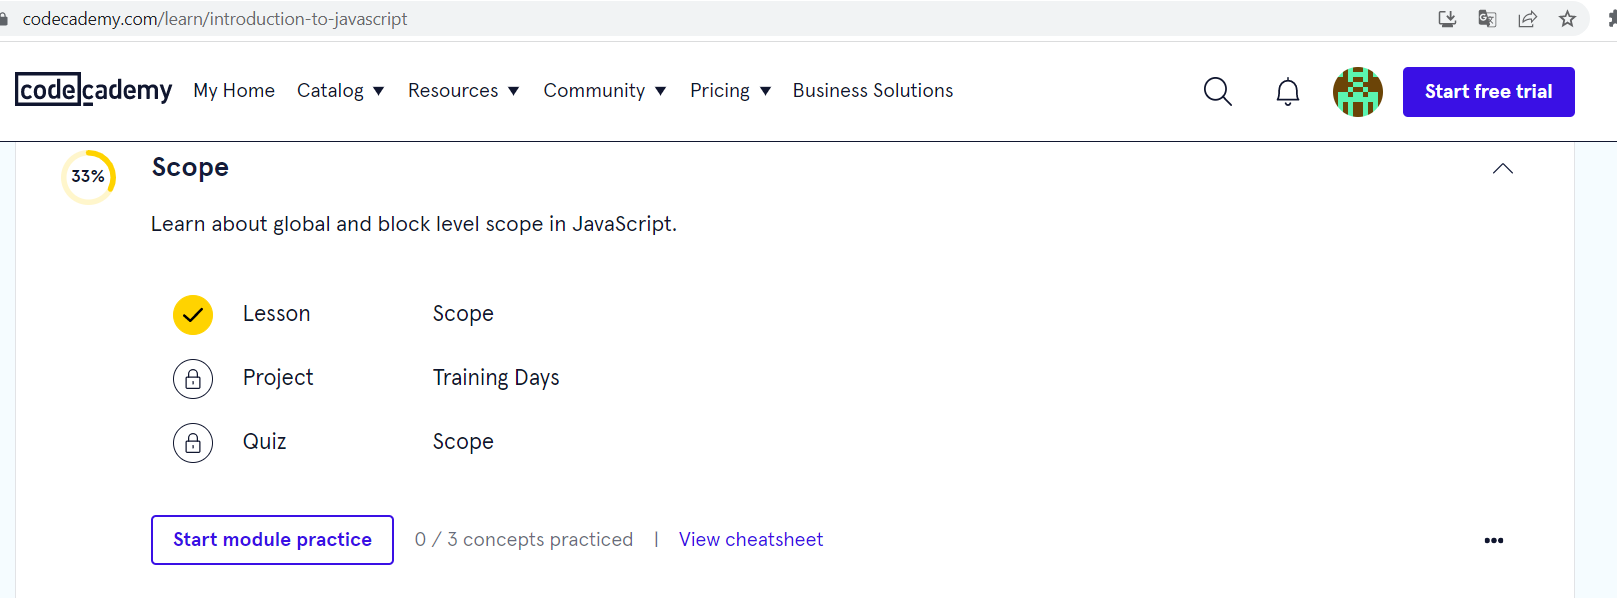 codecademy.com/learn/introduction-to-javascript
codecademy My Home Catalog Resources Community Pricing Business Solutions Start free trial
33% Scope
Learn about global and block level scope in JavaScript.
Lesson Scope
Project Training Days
Quiz Scope
Start module practice 0 / 3 concepts practiced | View cheatsheet